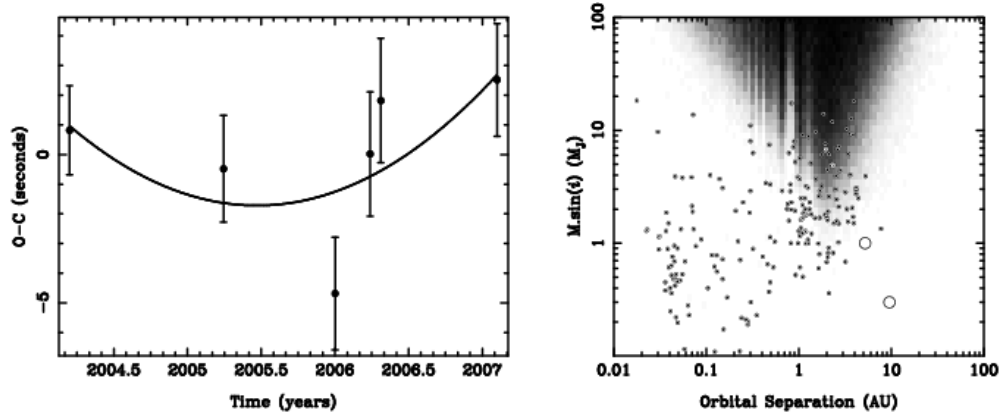 0
−5
O−C (seconds)
2004.5 2005 2005.5 2006 2006.5 2007
Time (years)
100
10
1
M.sin(i) (MJ)
0.01 0.1 1 10 100
Orbital Separation (AU)